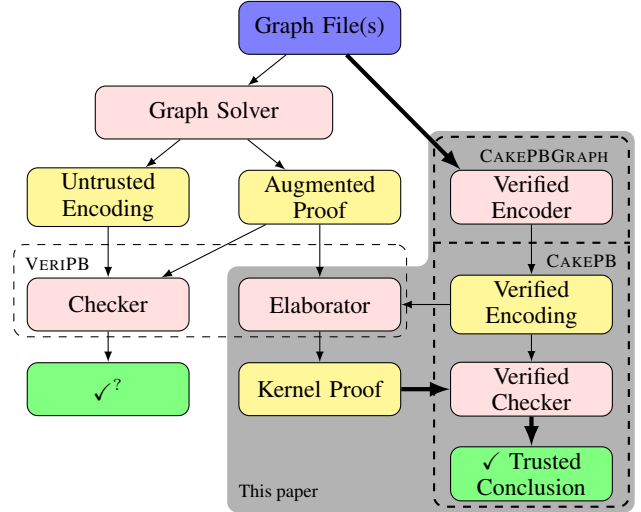 Graph File(s)
Graph Solver
CAKEPBGRAPH
Untrusted
Encoding
Augmented
Proof
Verified
Encoder
VERIPB
CAKEPB
Checker
Elaborator
Verified
Encoding
✓?
Kernel Proof
Verified
Checker
✓ Trusted
Conclusion
This paper